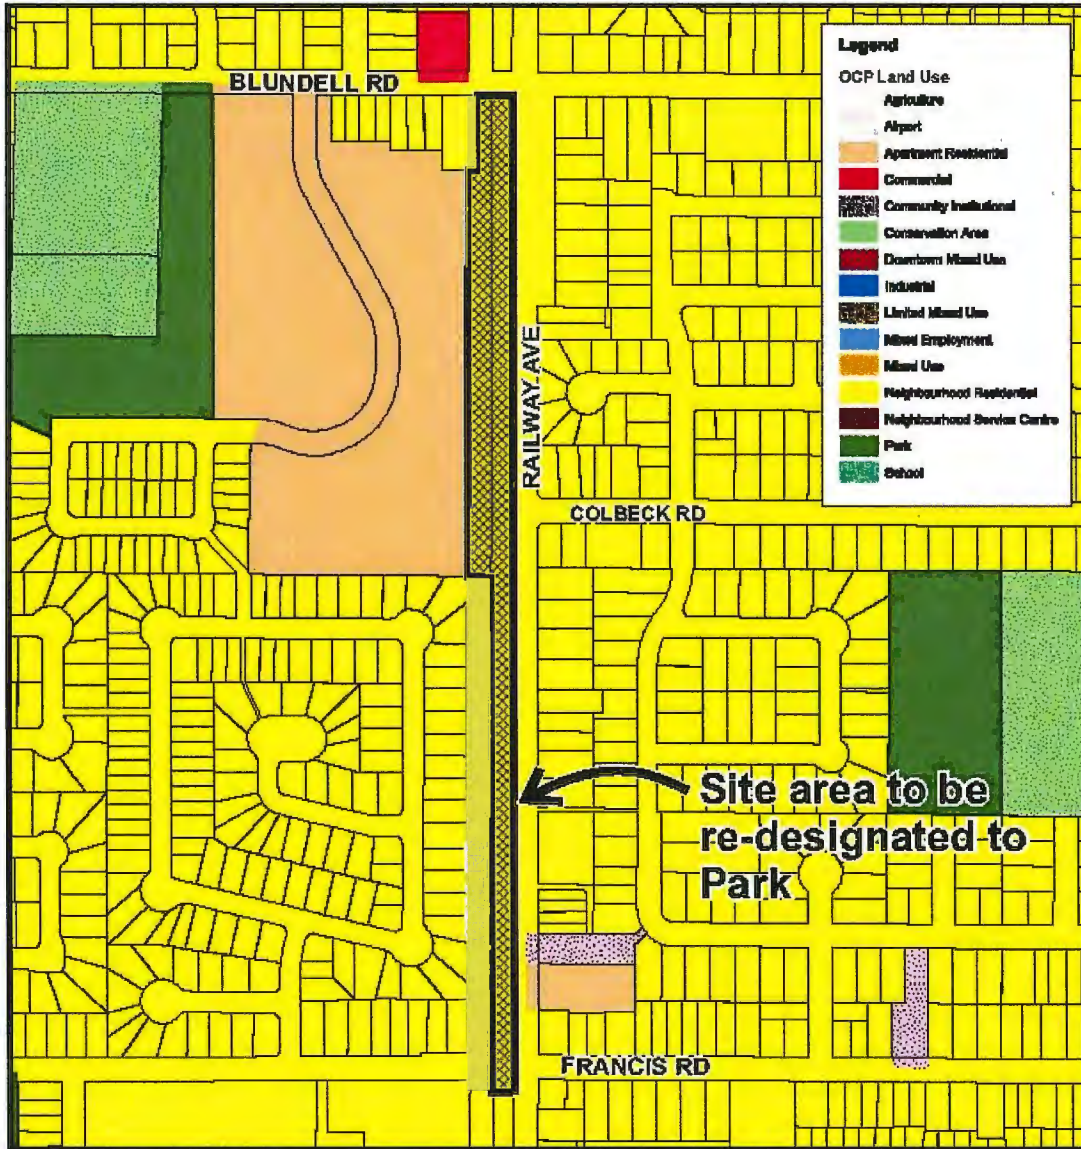 BLUNDELL RD
Legend
OCP Land Use
Agriculture
Airport
Apartment Residential
Commercial
Community Institutional
Conservation Area
Downtown Mixed Use
Industrial
Limited Mixed Use
Mixed Employment
Mixed Use
Neighbourhood Residential
Neighbourhood Service Centre
Park
School
RAILWAY AVE
COLBECK RD
Site area to be
re-designated to
Park
FRANCIS RD